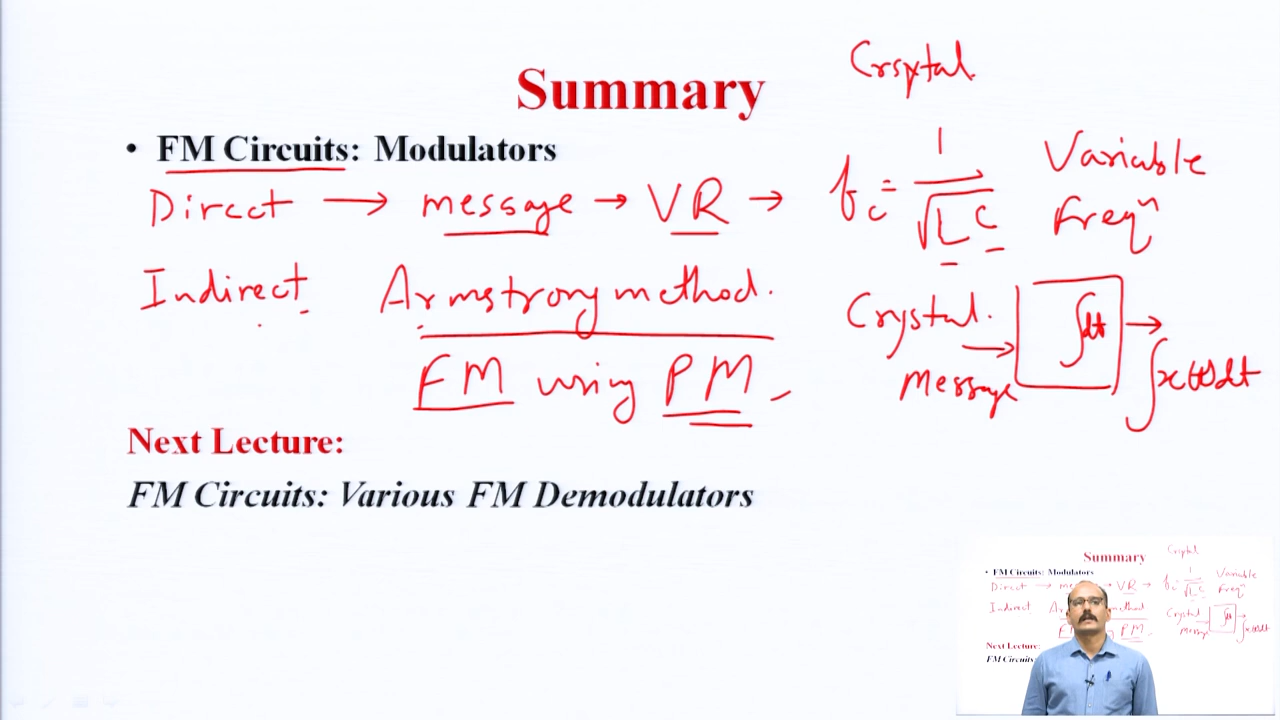 Crsptal.
Summary
• FM Circuits: Modulators
Direct → message → VR → fc = 1/√LC Variable Freqⁿ
Indirect Armstrong method.
FM using PM
Crystal.
Message → ∫dt → ∫x(t)dt
Next Lecture:
FM Circuits: Various FM Demodulators